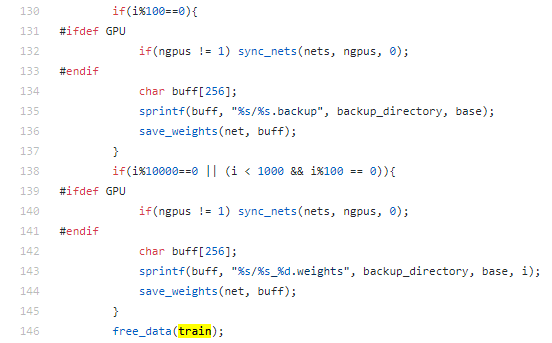 130 if(i%100==0){
131 #ifdef GPU
132 if(ngpus != 1) sync_nets(nets, ngpus, 0);
133 #endif
134 char buff[256];
135 sprintf(buff, "%s/%s.backup", backup_directory, base);
136 save_weights(net, buff);
137 }
138 if(i%10000==0 || (i < 1000 && i%100 == 0)){
139 #ifdef GPU
140 if(ngpus != 1) sync_nets(nets, ngpus, 0);
141 #endif
142 char buff[256];
143 sprintf(buff, "%s/%s_%d.weights", backup_directory, base, i);
144 save_weights(net, buff);
145 }
146 free_data(train);